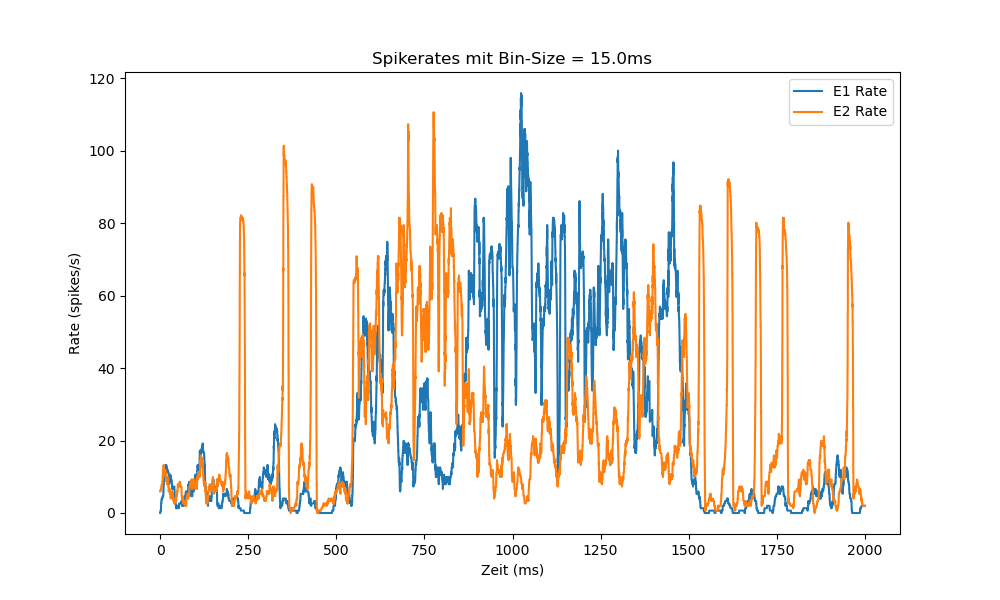 Spikerates mit Bin-Size = 15.0ms
E1 Rate
E2 Rate
120
100
80
60
40
20
0
Rate (spikes/s)
0 250 500 750 1000 1250 1500 1750 2000
Zeit (ms)